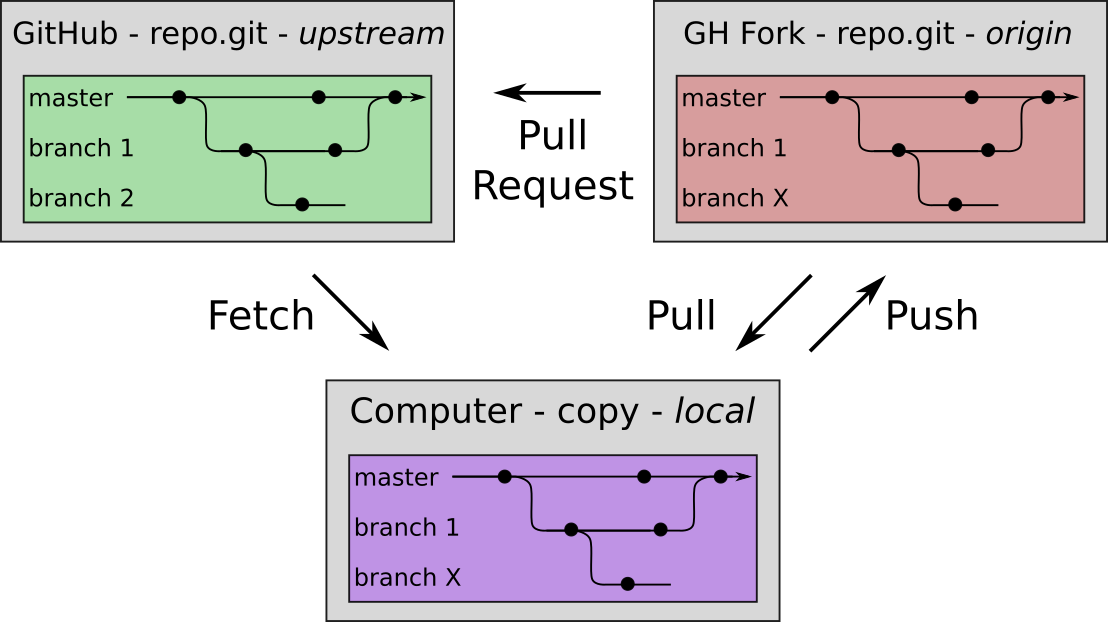 GitHub - repo.git - upstream
master
branch 1
branch 2
Pull
Request
GH Fork - repo.git - origin
master
branch 1
branch X
Fetch
Pull
Push
Computer - copy - local
master
branch 1
branch X